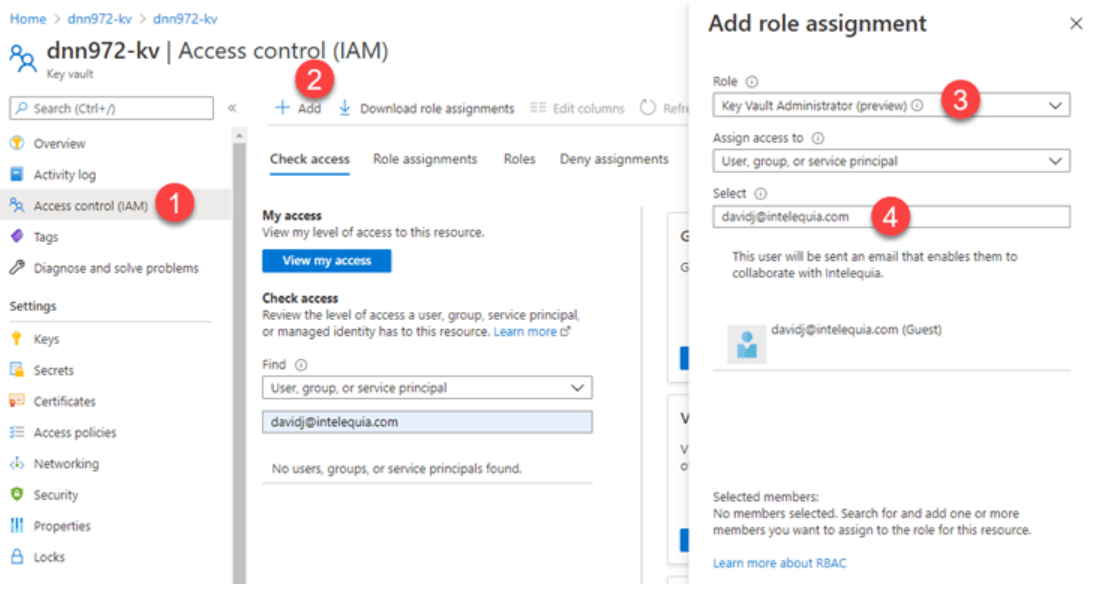 Home > dnn972-kv > dnn972-kv
dnn972-kv | Access control (IAM)
Key vault
Search (Ctrl+/)
«
Overview
Activity log
Access control (IAM)
1
Tags
Diagnose and solve problems
Settings
Keys
Secrets
Certificates
Access policies
Networking
Security
Properties
Locks
2
+ Add
Download role assignments
Edit columns
Refre
Check access
Role assignments
Roles
Deny assignments
My access
View my level of access to this resource.
View my access
Check access
Review the level of access a user, group, service principal,
or managed identity has to this resource. Learn more
Find
User, group, or service principal
davidj@intelequia.com
No users, groups, or service principals found.
G
G
V
V
o
Add role assignment
Role
Key Vault Administrator (preview)
3
Assign access to
User, group, or service principal
Select
davidj@intelequia.com
4
This user will be sent an email that enables them to
collaborate with Intelequia.
davidj@intelequia.com (Guest)
Selected members:
No members selected. Search for and add one or more
members you want to assign to the role for this resource.
Learn more about RBAC